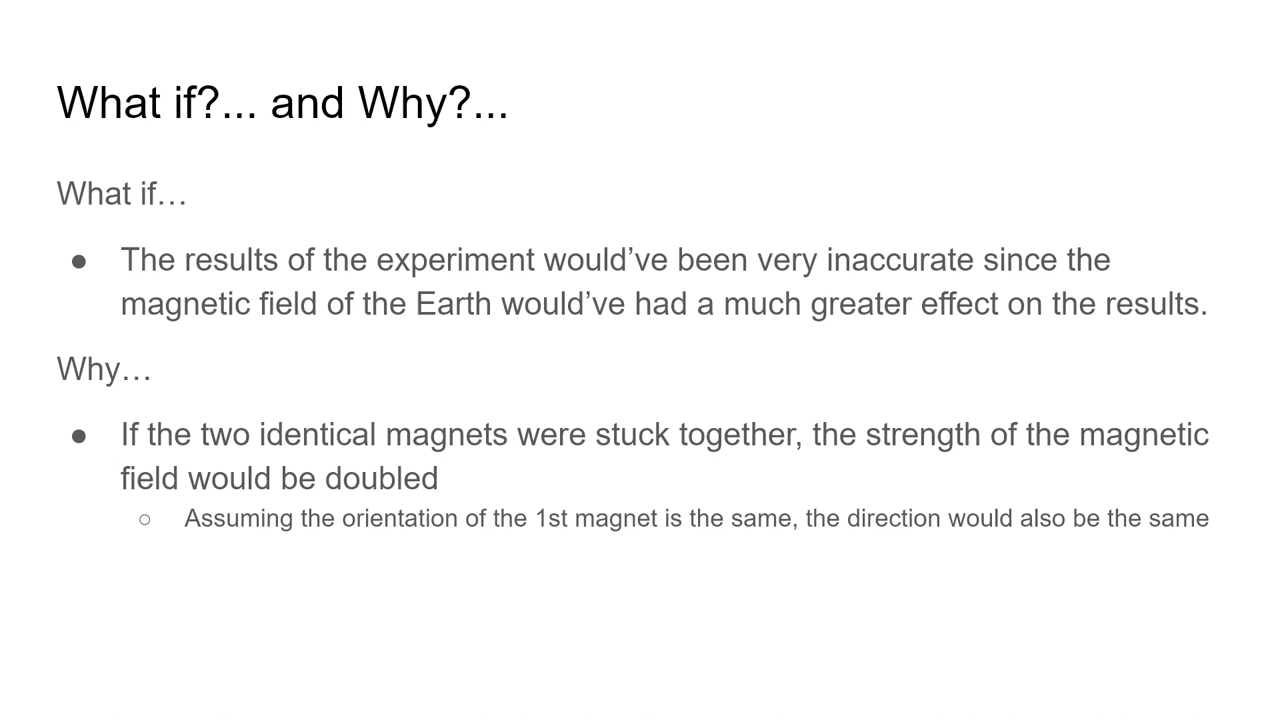 What if?... and Why?...
What if…
● The results of the experiment would’ve been very inaccurate since the
magnetic field of the Earth would’ve had a much greater effect on the results.
Why…
● If the two identical magnets were stuck together, the strength of the magnetic
field would be doubled
○ Assuming the orientation of the 1st magnet is the same, the direction would also be the same